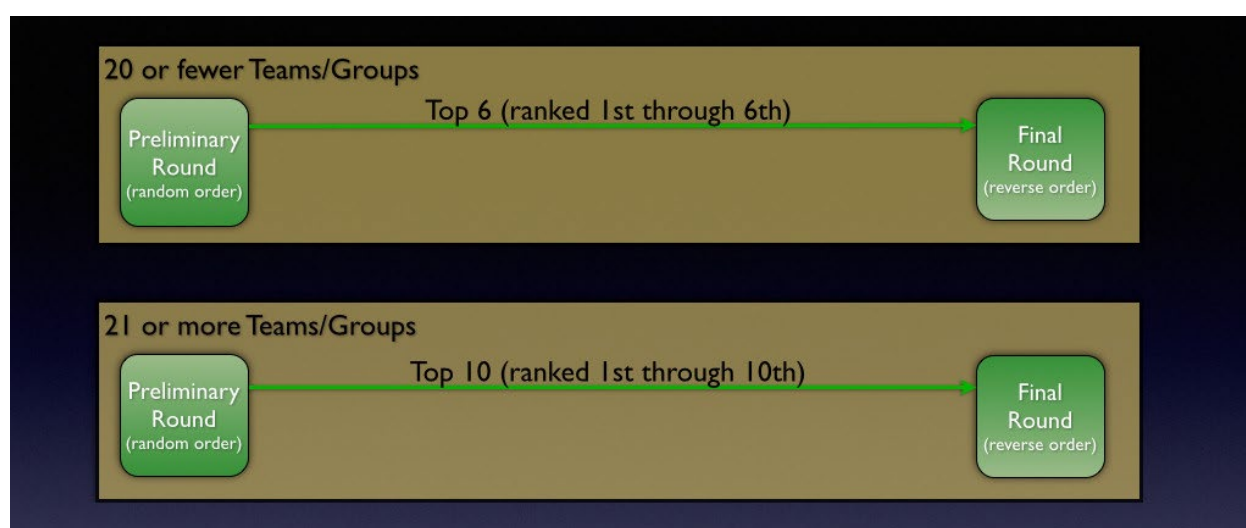 20 or fewer Teams/Groups
Top 6 (ranked 1st through 6th)
Preliminary
Round
(random order)
Final
Round
(reverse order)
21 or more Teams/Groups
Top 10 (ranked 1st through 10th)
Preliminary
Round
(random order)
Final
Round
(reverse order)